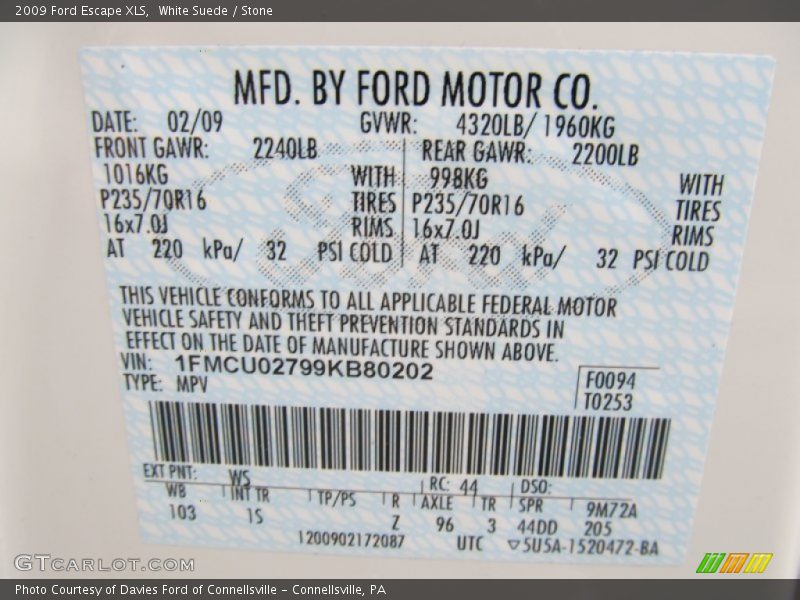 2009 Ford Escape XLS, White Suede / Stone
MFD. BY FORD MOTOR CO.
DATE: 02/09 GVWR: 4320LB/ 1960KG
FRONT GAWR: 2240LB REAR GAWR: 2200LB
1016KG WITH 998KG WITH
P235/70R16 TIRES P235/70R16 TIRES
16x7.0J RIMS 16x7.0J RIMS
AT 220 kPa/ 32 PSI COLD AT 220 kPa/ 32 PSI COLD
THIS VEHICLE CONFORMS TO ALL APPLICABLE FEDERAL MOTOR
VEHICLE SAFETY AND THEFT PREVENTION STANDARDS IN
EFFECT ON THE DATE OF MANUFACTURE SHOWN ABOVE.
VIN: 1FMCU02799KB80202
TYPE: MPV
F0094
T0253
EXT PNT: WS RC: 44 DSO:
WB INT TR TP/PS R AXLE TR SPR 9M72A
103 1S Z 96 3 44DD 205
1200902172087 UTC ▽5U5A-1520472-BA
GTCARLOT.COM
Photo Courtesy of Davies Ford of Connellsville – Connellsville, PA